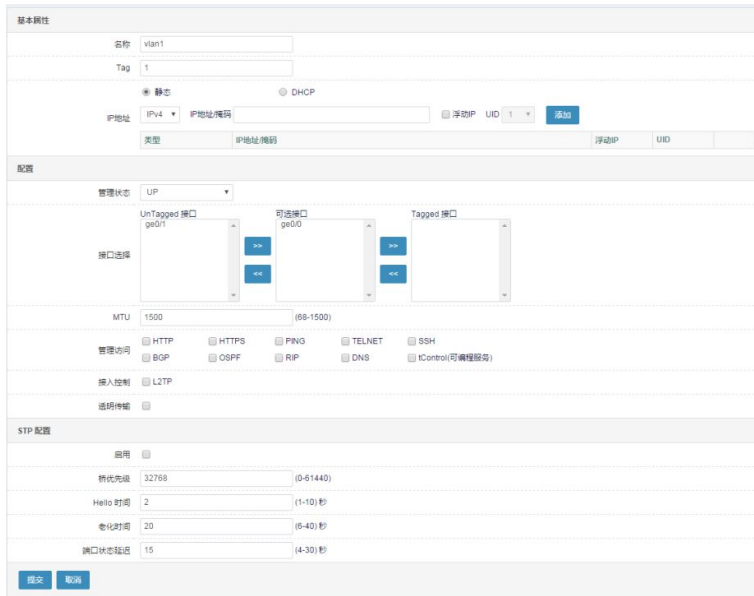 基本属性
名称 vlan1
Tag 1
静态 DHCP
IP地址 IPv4 IP地址/掩码 浮动IP UID 1 添加
类型 IP地址/掩码 浮动IP UID
配置
管理状态 UP
UnTagged 接口 可选接口 Tagged 接口
ge0/1 ge0/0
接口选择
>> >>
<< <<
MTU 1500 (68-1500)
管理访问
HTTP HTTPS PING TELNET SSH
BGP OSPF RIP DNS tControl(可编程服务)
接入控制 L2TP
透明传输
STP 配置
启用
桥优先级 32768 (0-61440)
Hello 时间 2 (1-10) 秒
老化时间 20 (6-40) 秒
端口状态延迟 15 (4-30) 秒
提交 取消